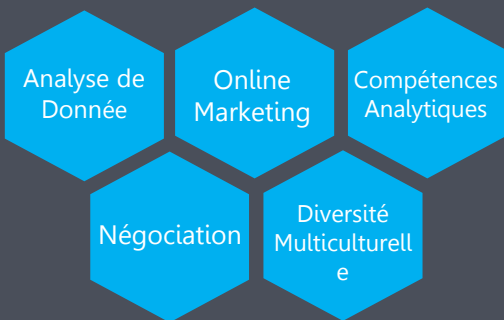 Analyse de
Donnée
Online
Marketing
Compétences
Analytiques
Négociation
Diversité
Multiculturell
e